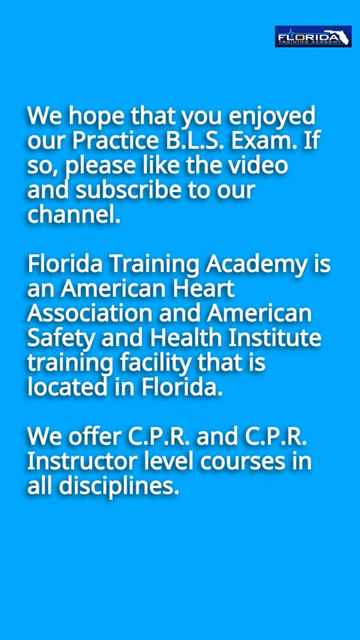 FLORIDA
TRAINING ACADEMY
We hope that you enjoyed
our Practice B.L.S. Exam. If
so, please like the video
and subscribe to our
channel.
Florida Training Academy is
an American Heart
Association and American
Safety and Health Institute
training facility that is
located in Florida.
We offer C.P.R. and C.P.R.
Instructor level courses in
all disciplines.